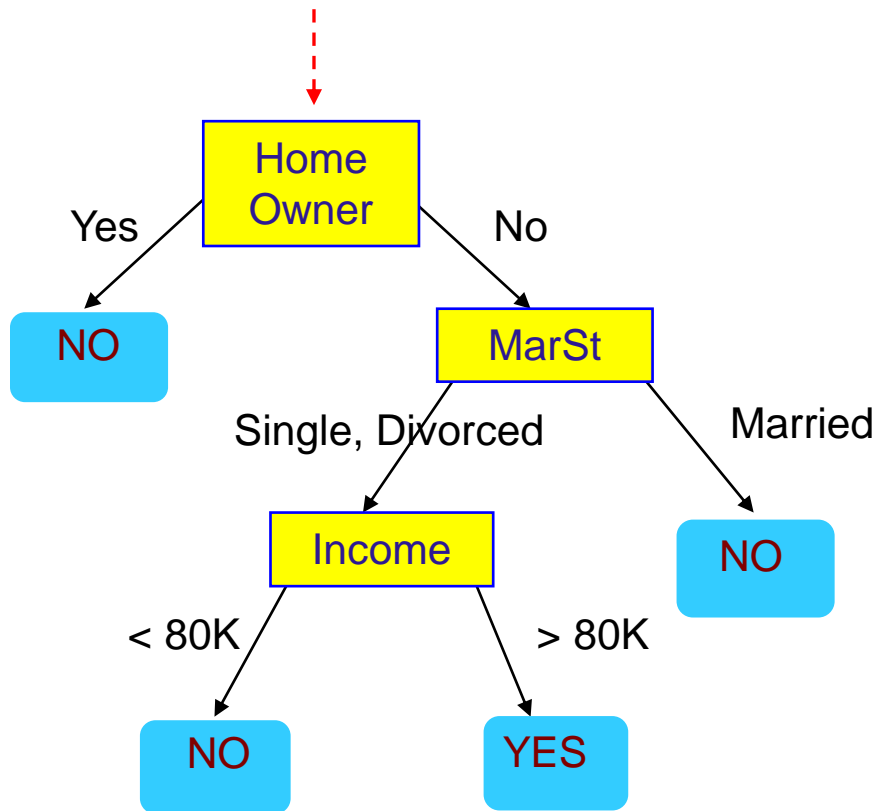 Home
Owner
Yes
No
NO
MarSt
Single, Divorced
Married
Income
NO
< 80K
> 80K
NO
YES